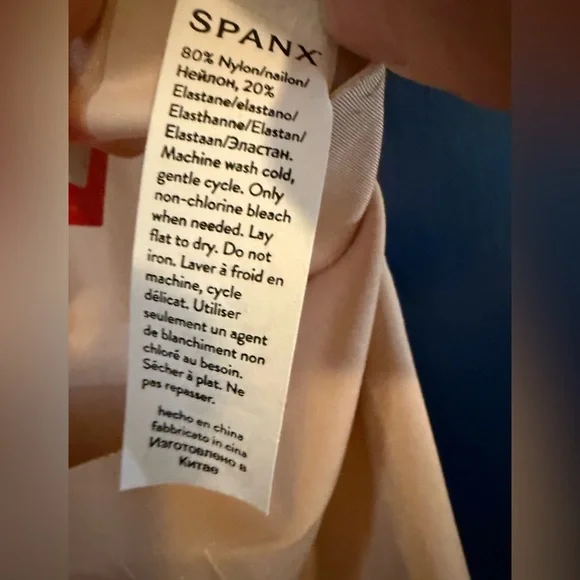 SPANX
80% Nylon/nailon/
Нейлон, 20%
Elastane/elastano/
Elasthanne/Elastan/
Elastaan/Эластан.
Machine wash cold,
gentle cycle. Only
non-chlorine bleach
when needed. Lay
flat to dry. Do not
iron. Laver à froid en
machine, cycle
délicat. Utiliser
seulement un agent
de blanchiment non
chloré au besoin.
Sécher à plat. Ne
pas repasser.
hecho en china
fabbricato in cina
Изготовлено в
Китае